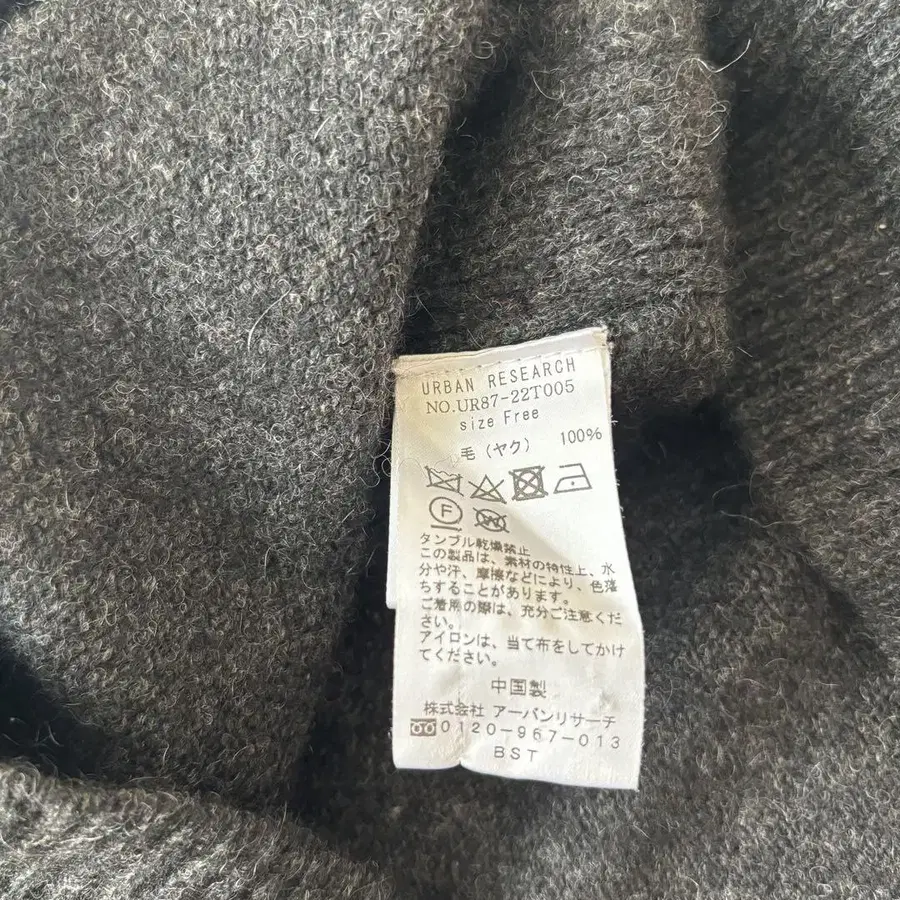 URBAN RESEARCH
NO.UR87-22T005
size Free
毛（ヤク） 100%
F W
タンブル乾燥禁止
この製品は、素材の特性上、水
分や汗、摩擦などにより、色落
ちすることがあります。
ご着用の際は、充分ご注意くだ
さい。
アイロンは、当て布をしてかけ
てください。
中国製
株式会社 アーバンリサーチ
0120-967-013
BST